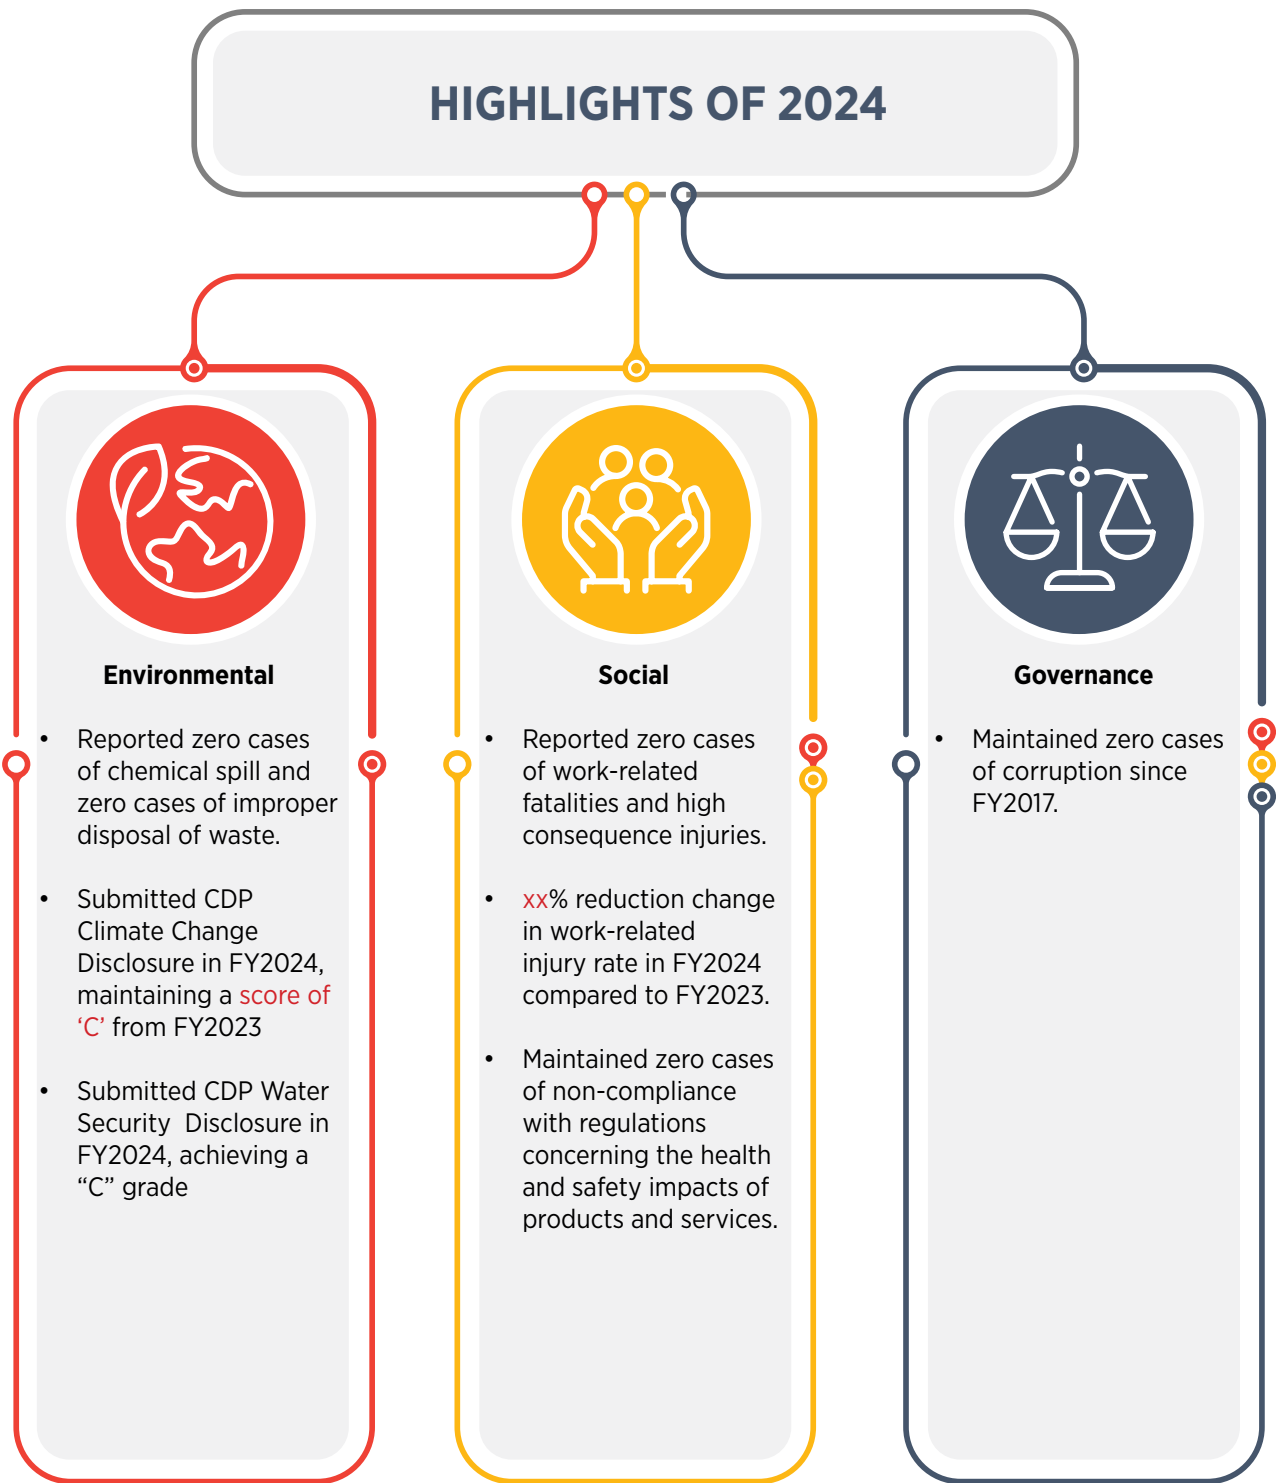 HIGHLIGHTS OF 2024
Environmental
• Reported zero cases
of chemical spill and
zero cases of improper
disposal of waste.
• Submitted CDP
Climate Change
Disclosure in FY2024,
maintaining a score of
‘C’ from FY2023
• Submitted CDP Water
Security  Disclosure in
FY2024, achieving a
“C” grade
Social
• Reported zero cases
of work-related
fatalities and high
consequence injuries.
• xx% reduction change
in work-related
injury rate in FY2024
compared to FY2023.
• Maintained zero cases
of non-compliance
with regulations
concerning the health
and safety impacts of
products and services.
Governance
• Maintained zero cases
of corruption since
FY2017.